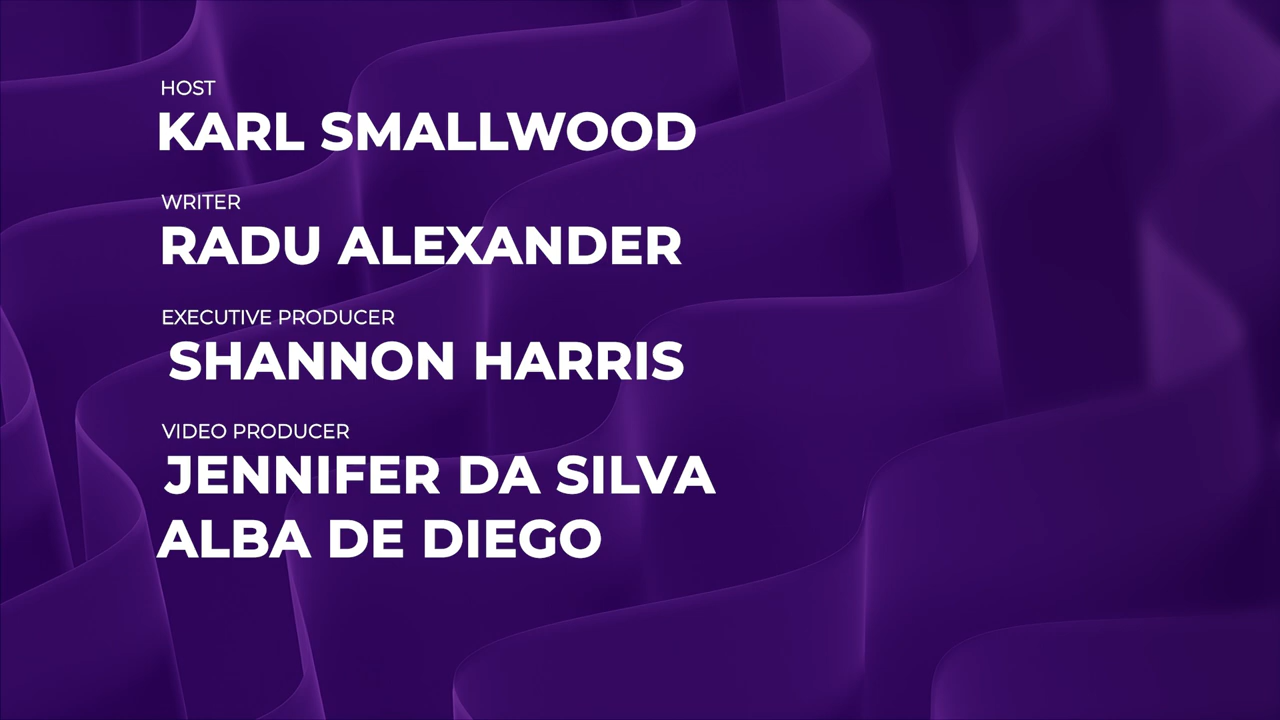 HOST
KARL SMALLWOOD
WRITER
RADU ALEXANDER
EXECUTIVE PRODUCER
SHANNON HARRIS
VIDEO PRODUCER
JENNIFER DA SILVA
ALBA DE DIEGO